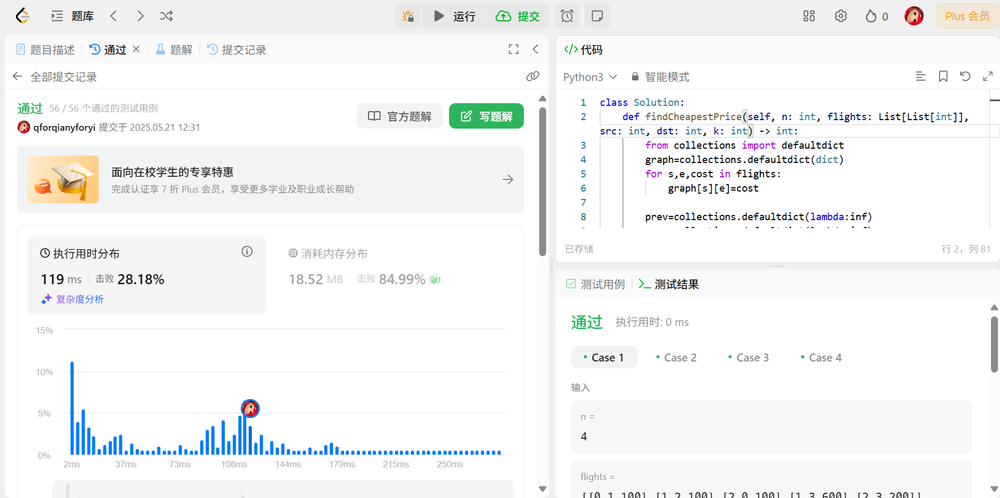 题库
运行
提交
0
Plus 会员
题目描述
通过
题解
提交记录
全部提交记录
通过 56 / 56 个通过的测试用例
qforqianyforyi 提交于 2025.05.21 12:31
官方题解
写题解
面向在校学生的专享特惠
完成认证享 7 折 Plus 会员，享受更多学业及职业成长帮助
执行用时分布
119 ms 击败 28.18%
复杂度分析
消耗内存分布
18.52 MB 击败 84.99%
15%
10%
5%
0%
2ms 37ms 73ms 108ms 144ms 179ms 215ms 250ms
代码
Python3 智能模式
1 class Solution:
2 def findCheapestPrice(self, n: int, flights: List[List[int]],
src: int, dst: int, k: int) -> int:
3 from collections import defaultdict
4 graph=collections.defaultdict(dict)
5 for s,e,cost in flights:
6 graph[s][e]=cost
7
8 prev=collections.defaultdict(lambda:inf)
已存储
行 2，列 81
测试用例
测试结果
通过 执行用时: 0 ms
Case 1 Case 2 Case 3 Case 4
输入
n =
4
flights =
[[0,1,100],[1,2,100],[2,0,100],[1,3,600],[2,3,200]]